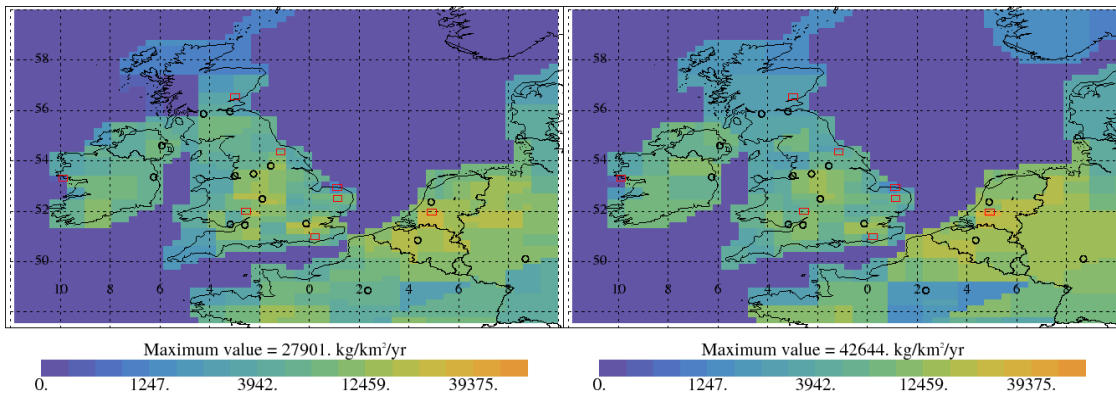 58 58
56 56
54 54
52 52
50 50
10 8 6 4 2 0 2 4 6 8 10 8 6 4 2 0 2 4 6 8
Maximum value = 27901. kg/km²/yr Maximum value = 42644. kg/km²/yr
0. 1247. 3942. 12459. 39375. 0. 1247. 3942. 12459. 39375.